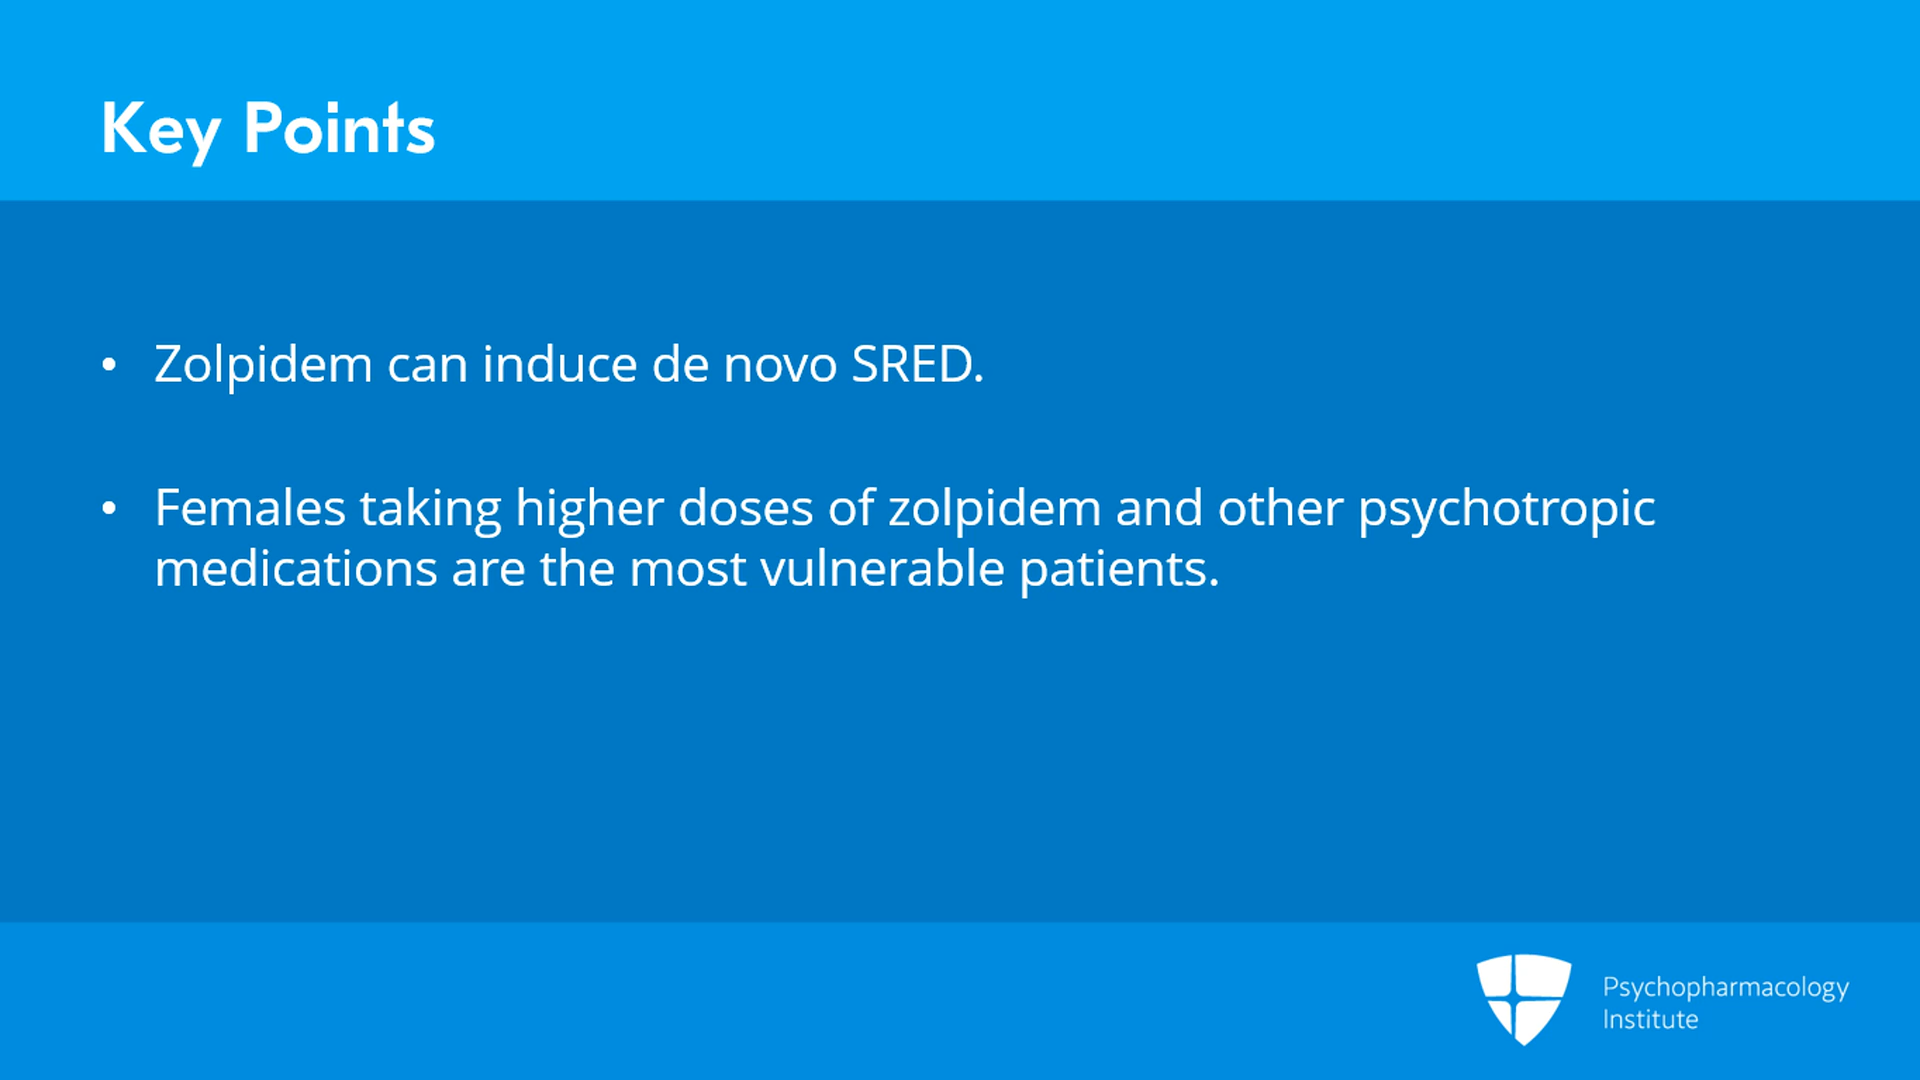 Key Points
• Zolpidem can induce de novo SRED.
• Females taking higher doses of zolpidem and other psychotropic
medications are the most vulnerable patients.
Psychopharmacology
Institute